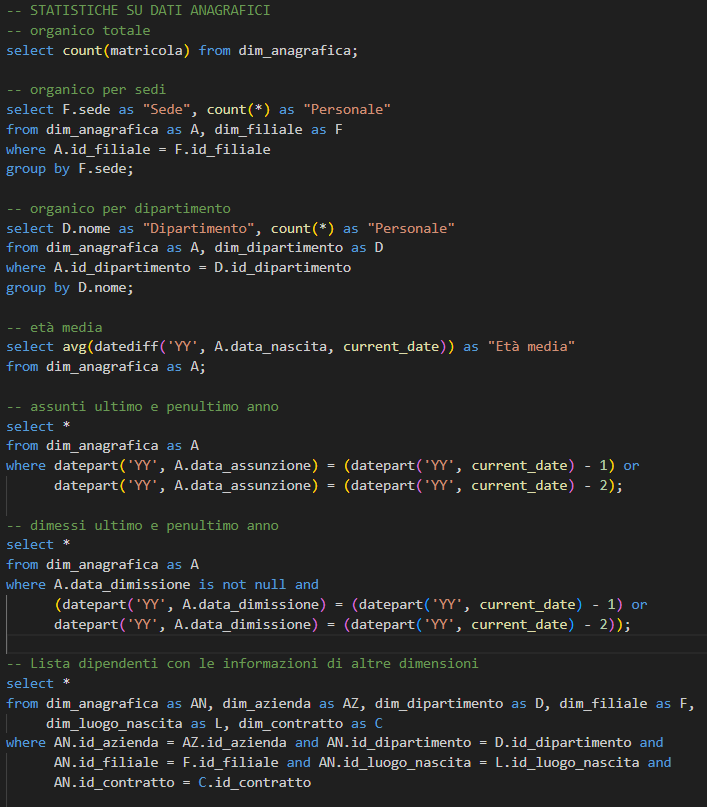 -- STATISTICHE SU DATI ANAGRAFICI
-- organico totale
select count(matricola) from dim_anagrafica;
-- organico per sedi
select F.sede as "Sede", count(*) as "Personale"
from dim_anagrafica as A, dim_filiale as F
where A.id_filiale = F.id_filiale
group by F.sede;
-- organico per dipartimento
select D.nome as "Dipartimento", count(*) as "Personale"
from dim_anagrafica as A, dim_dipartimento as D
where A.id_dipartimento = D.id_dipartimento
group by D.nome;
-- età media
select avg(datediff('YY', A.data_nascita, current_date)) as "Età media"
from dim_anagrafica as A;
-- assunti ultimo e penultimo anno
select *
from dim_anagrafica as A
where datepart('YY', A.data_assunzione) = (datepart('YY', current_date) - 1) or
datepart('YY', A.data_assunzione) = (datepart('YY', current_date) - 2);
-- dimessi ultimo e penultimo anno
select *
from dim_anagrafica as A
where A.data_dimissione is not null and
(datepart('YY', A.data_dimissione) = (datepart('YY', current_date) - 1) or
datepart('YY', A.data_dimissione) = (datepart('YY', current_date) - 2));
-- Lista dipendenti con le informazioni di altre dimensioni
select *
from dim_anagrafica as AN, dim_azienda as AZ, dim_dipartimento as D, dim_filiale as F,
dim_luogo_nascita as L, dim_contratto as C
where AN.id_azienda = AZ.id_azienda and AN.id_dipartimento = D.id_dipartimento and
AN.id_filiale = F.id_filiale and AN.id_luogo_nascita = L.id_luogo_nascita and
AN.id_contratto = C.id_contratto